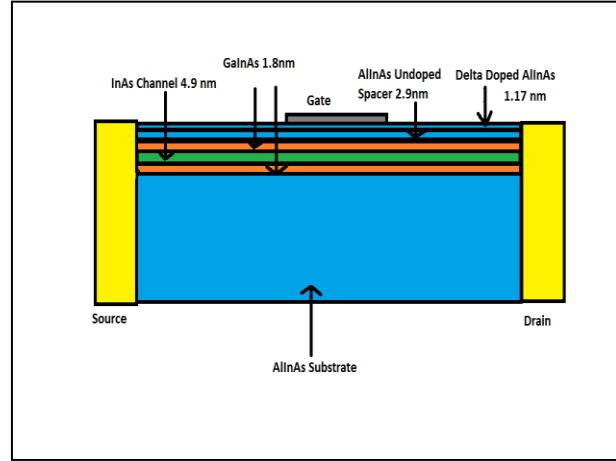 GaInAs 1.8nm
InAs Channel 4.9 nm
AlInAs Undoped
Spacer 2.9nm
Delta Doped AlInAs
1.17 nm
Gate
Source
Drain
AlInAs Substrate